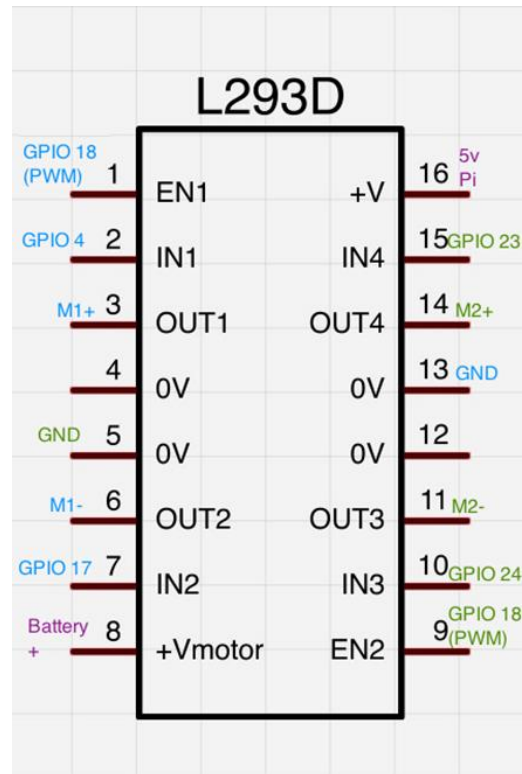 L293D
GPIO 18
(PWM) 1 EN1 +V 16 5v
Pi
GPIO 4 2 IN1 IN4 15 GPIO 23
M1+ 3 OUT1 OUT4 14 M2+
4 0V 0V 13 GND
GND 5 0V 0V 12
M1- 6 OUT2 OUT3 11 M2-
GPIO 17 7 IN2 IN3 10 GPIO 24
Battery
+ 8 +Vmotor EN2 9 GPIO 18
(PWM)